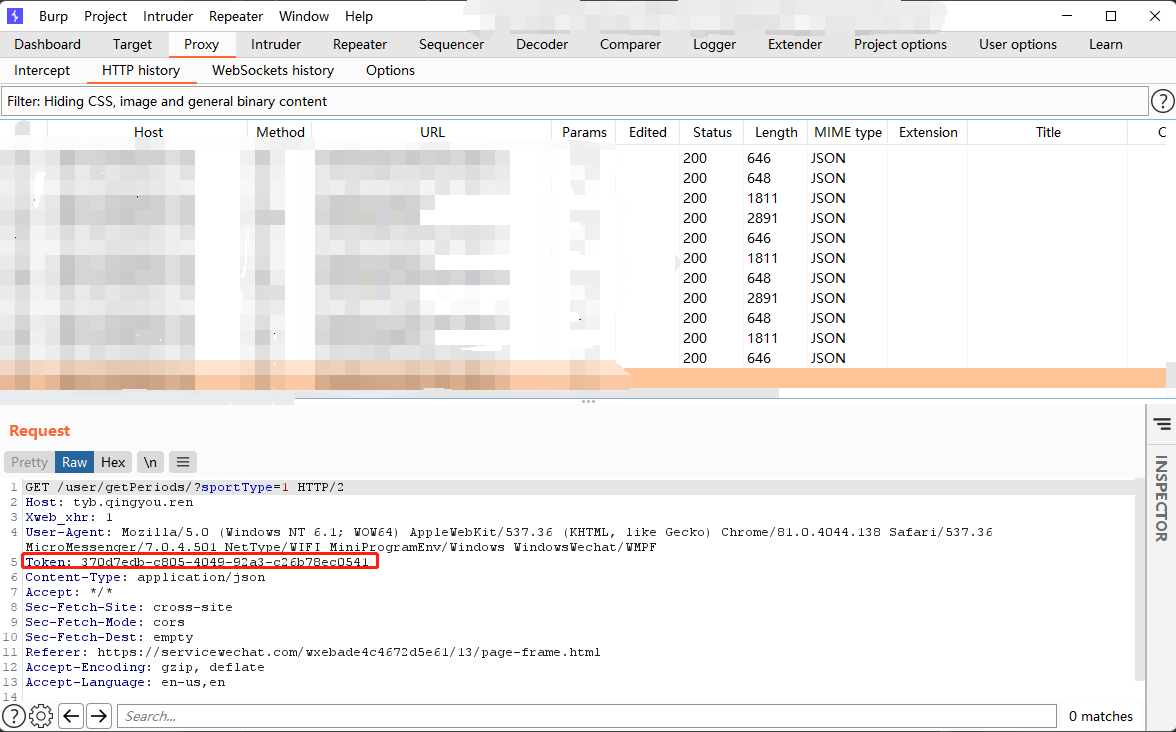 Burp Project Intruder Repeater Window Help
Dashboard Target Proxy Intruder Repeater Sequencer Decoder Comparer Logger Extender Project options User options Learn
Intercept HTTP history WebSockets history Options
Filter: Hiding CSS, image and general binary content ?
Host Method URL Params Edited Status Length MIME type Extension Title C
200 646 JSON
200 648 JSON
200 1811 JSON
200 2891 JSON
200 646 JSON
200 1811 JSON
200 648 JSON
200 2891 JSON
200 648 JSON
200 1811 JSON
200 646 JSON
Request
Pretty Raw Hex \n
INSPECTOR
1 GET /user/getPeriods/?sportType=1 HTTP/2
2 Host: tyb.qingyou.ren
3 Xweb_xhr: 1
4 User-Agent: Mozilla/5.0 (Windows NT 6.1; WOW64) AppleWebKit/537.36 (KHTML, like Gecko) Chrome/81.0.4044.138 Safari/537.36
MicroMessenger/7.0.4.501 NetType/WIFI MiniProgramEnv/Windows WindowsWechat/WMPF
5 Token: 370d7edb-c805-4049-92a3-c26b78ec0541
6 Content-Type: application/json
7 Accept: */*
8 Sec-Fetch-Site: cross-site
9 Sec-Fetch-Mode: cors
10 Sec-Fetch-Dest: empty
11 Referer: https://servicewechat.com/wxebade4c4672d5e61/13/page-frame.html
12 Accept-Encoding: gzip, deflate
13 Accept-Language: en-us,en
14
? Search... 0 matches